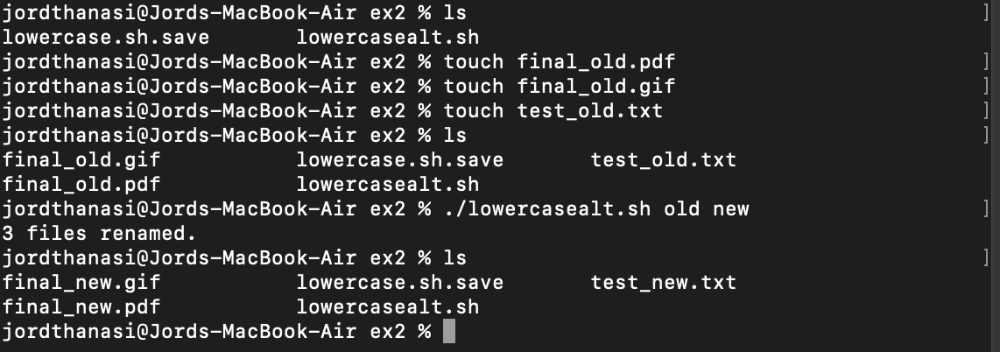 jordthanasi@Jords-MacBook-Air ex2 % ls ]
lowercase.sh.save lowercasealt.sh
jordthanasi@Jords-MacBook-Air ex2 % touch final_old.pdf ]
jordthanasi@Jords-MacBook-Air ex2 % touch final_old.gif ]
jordthanasi@Jords-MacBook-Air ex2 % touch test_old.txt ]
jordthanasi@Jords-MacBook-Air ex2 % ls ]
final_old.gif lowercase.sh.save test_old.txt
final_old.pdf lowercasealt.sh
jordthanasi@Jords-MacBook-Air ex2 % ./lowercasealt.sh old new ]
3 files renamed.
jordthanasi@Jords-MacBook-Air ex2 % ls ]
final_new.gif lowercase.sh.save test_new.txt
final_new.pdf lowercasealt.sh
jordthanasi@Jords-MacBook-Air ex2 %